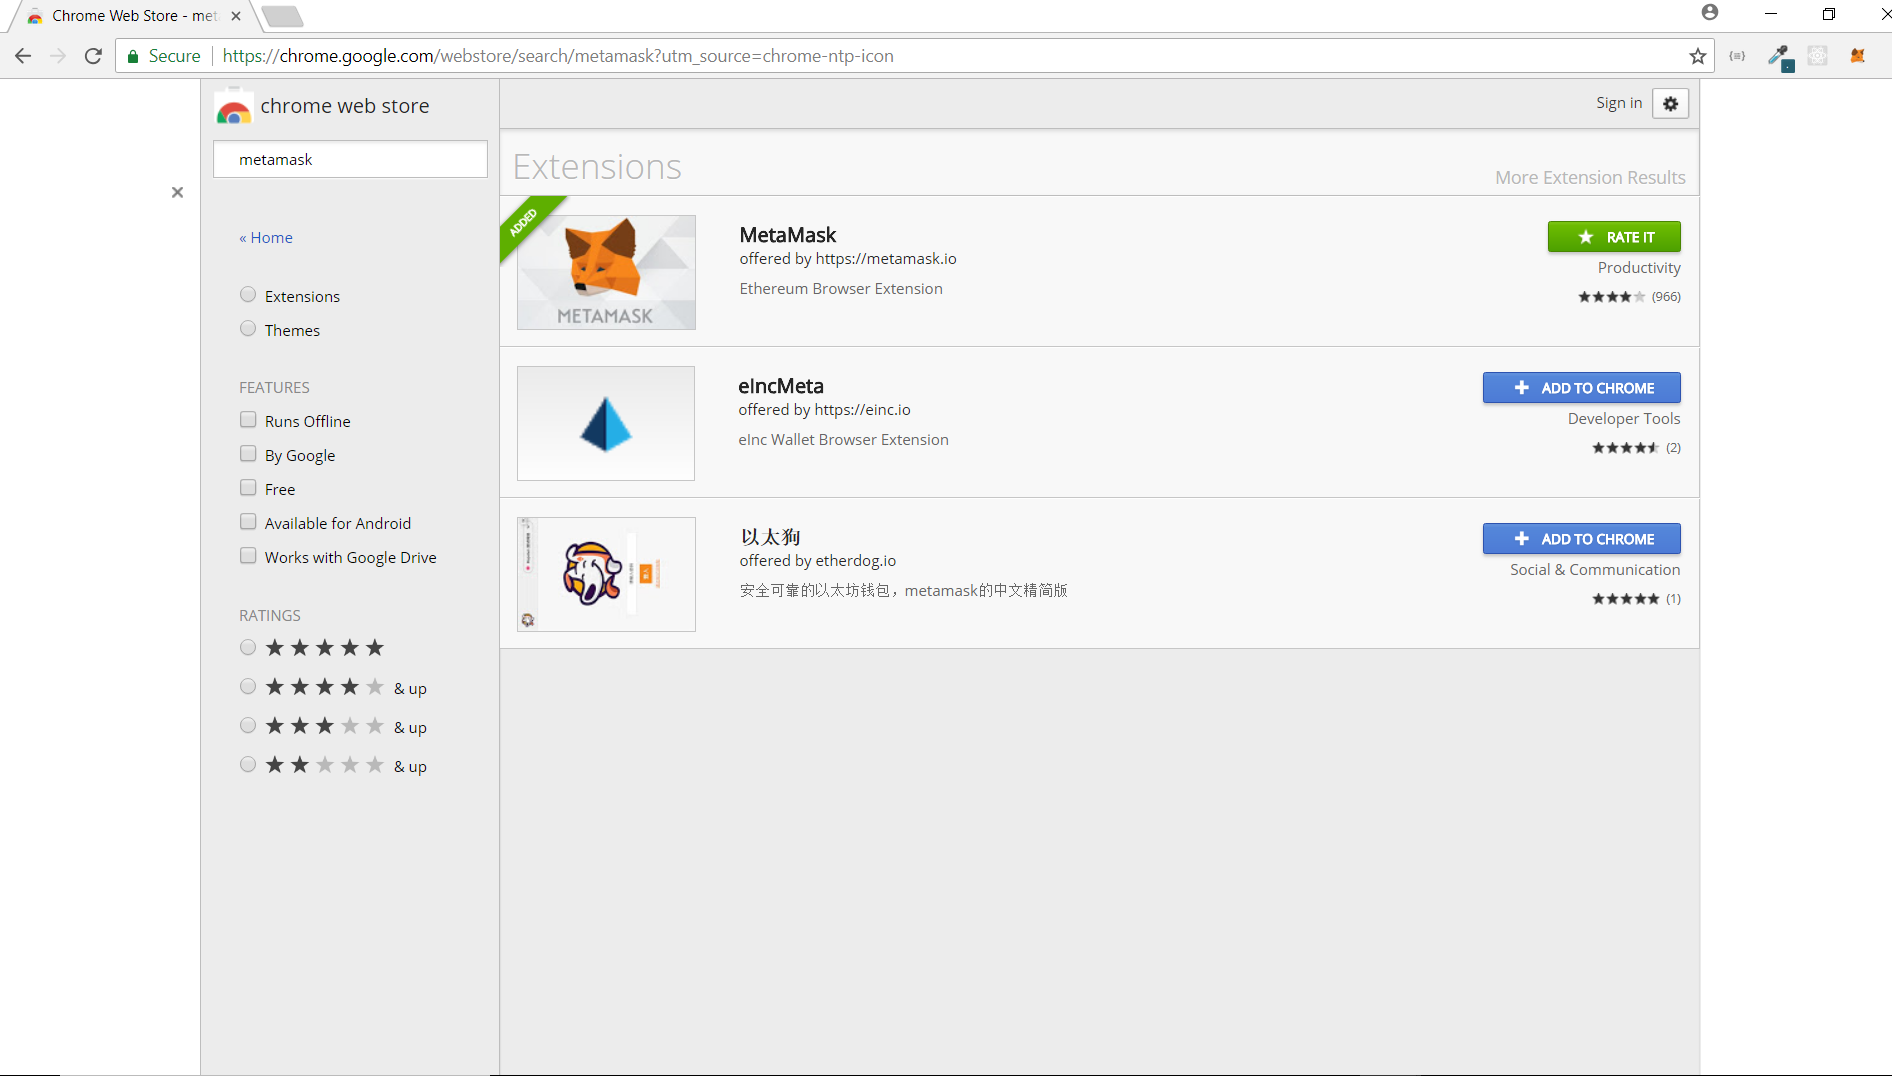 Chrome Web Store - met
Secure
https://chrome.google.com/webstore/search/metamask?utm_source=chrome-ntp-icon
chrome web store
Sign in
metamask
Extensions
More Extension Results
« Home
Extensions
Themes
FEATURES
Runs Offline
By Google
Free
Available for Android
Works with Google Drive
RATINGS
& up
& up
& up
ADDED
METAMASK
MetaMask
offered by https://metamask.io
Ethereum Browser Extension
RATE IT
Productivity
(966)
eIncMeta
offered by https://einc.io
eInc Wallet Browser Extension
ADD TO CHROME
Developer Tools
(2)
以太狗
offered by etherdog.io
安全可靠的以太坊钱包，metamask的中文精简版
ADD TO CHROME
Social & Communication
(1)